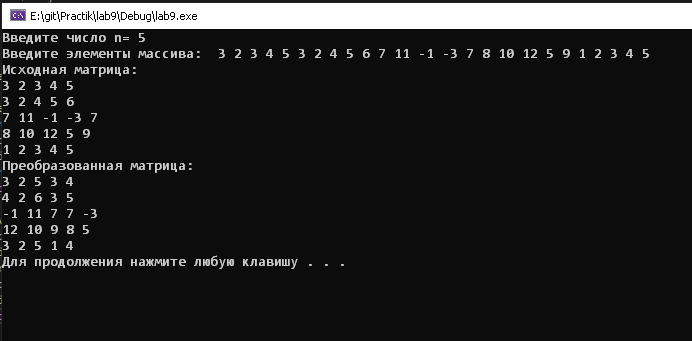 E:\git\Practik\lab9\Debug\lab9.exe
Введите число n= 5
Введите элементы массива:  3 2 3 4 5 3 2 4 5 6 7 11 -1 -3 7 8 10 12 5 9 1 2 3 4 5
Исходная матрица:
3 2 3 4 5
3 2 4 5 6
7 11 -1 -3 7
8 10 12 5 9
1 2 3 4 5
Преобразованная матрица:
3 2 5 3 4
4 2 6 3 5
-1 11 7 7 -3
12 10 9 8 5
3 2 5 1 4
Для продолжения нажмите любую клавишу . . .